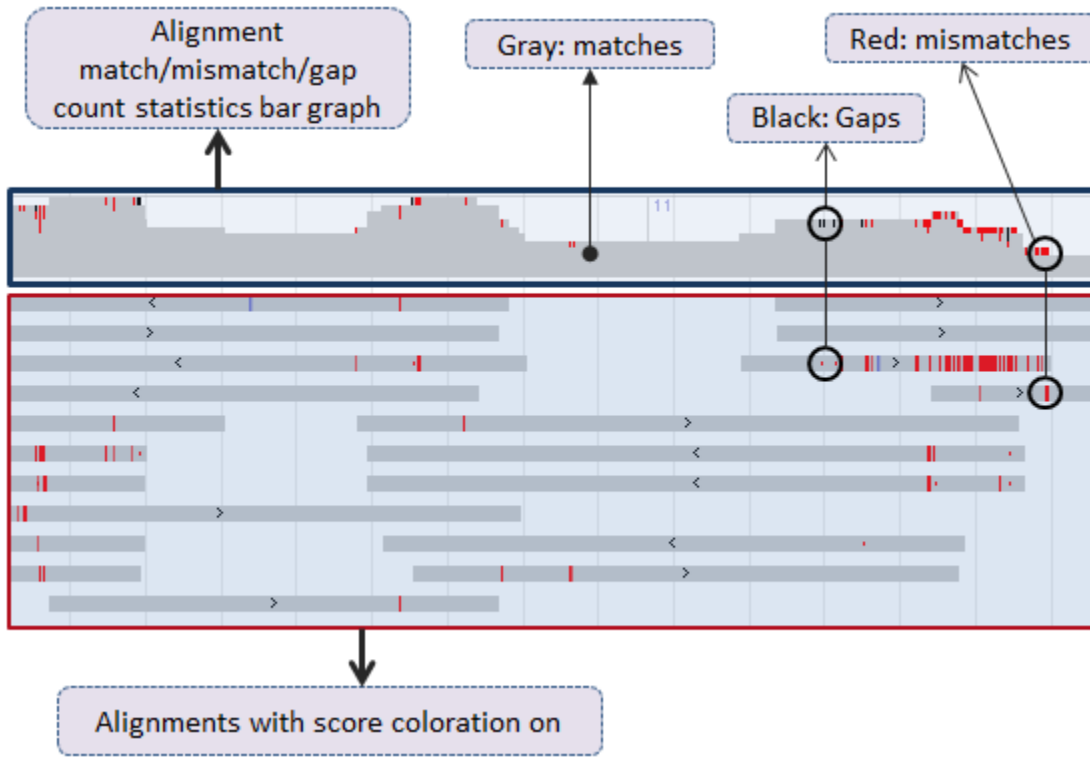 Alignment
match/mismatch/gap
count statistics bar graph
Gray: matches
Red: mismatches
Black: Gaps
11
Alignments with score coloration on